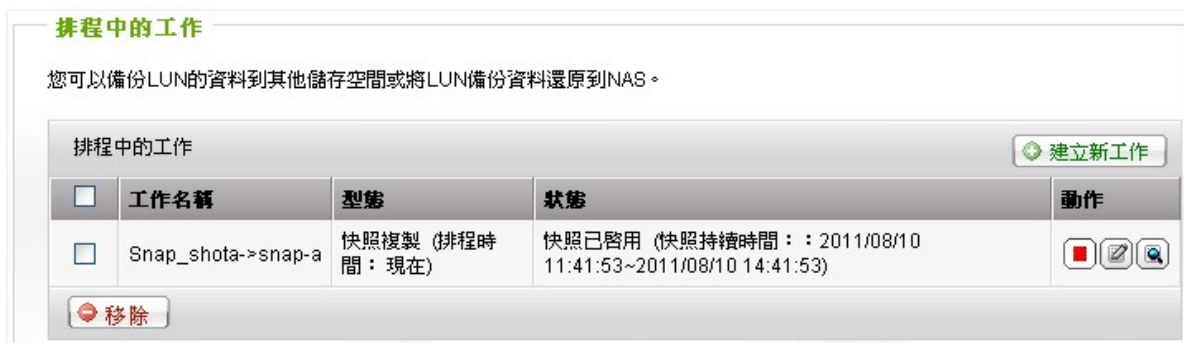 排程中的工作
您可以備份LUN的資料到其他儲存空間或將LUN備份資料還原到NAS。
排程中的工作
建立新工作
工作名稱 型態 狀態 動作
Snap_shota->snap-a 快照複製 (排程時 快照已啓用 (快照持續時間：：2011/08/10
間：現在) 11:41:53~2011/08/10 14:41:53)
移除